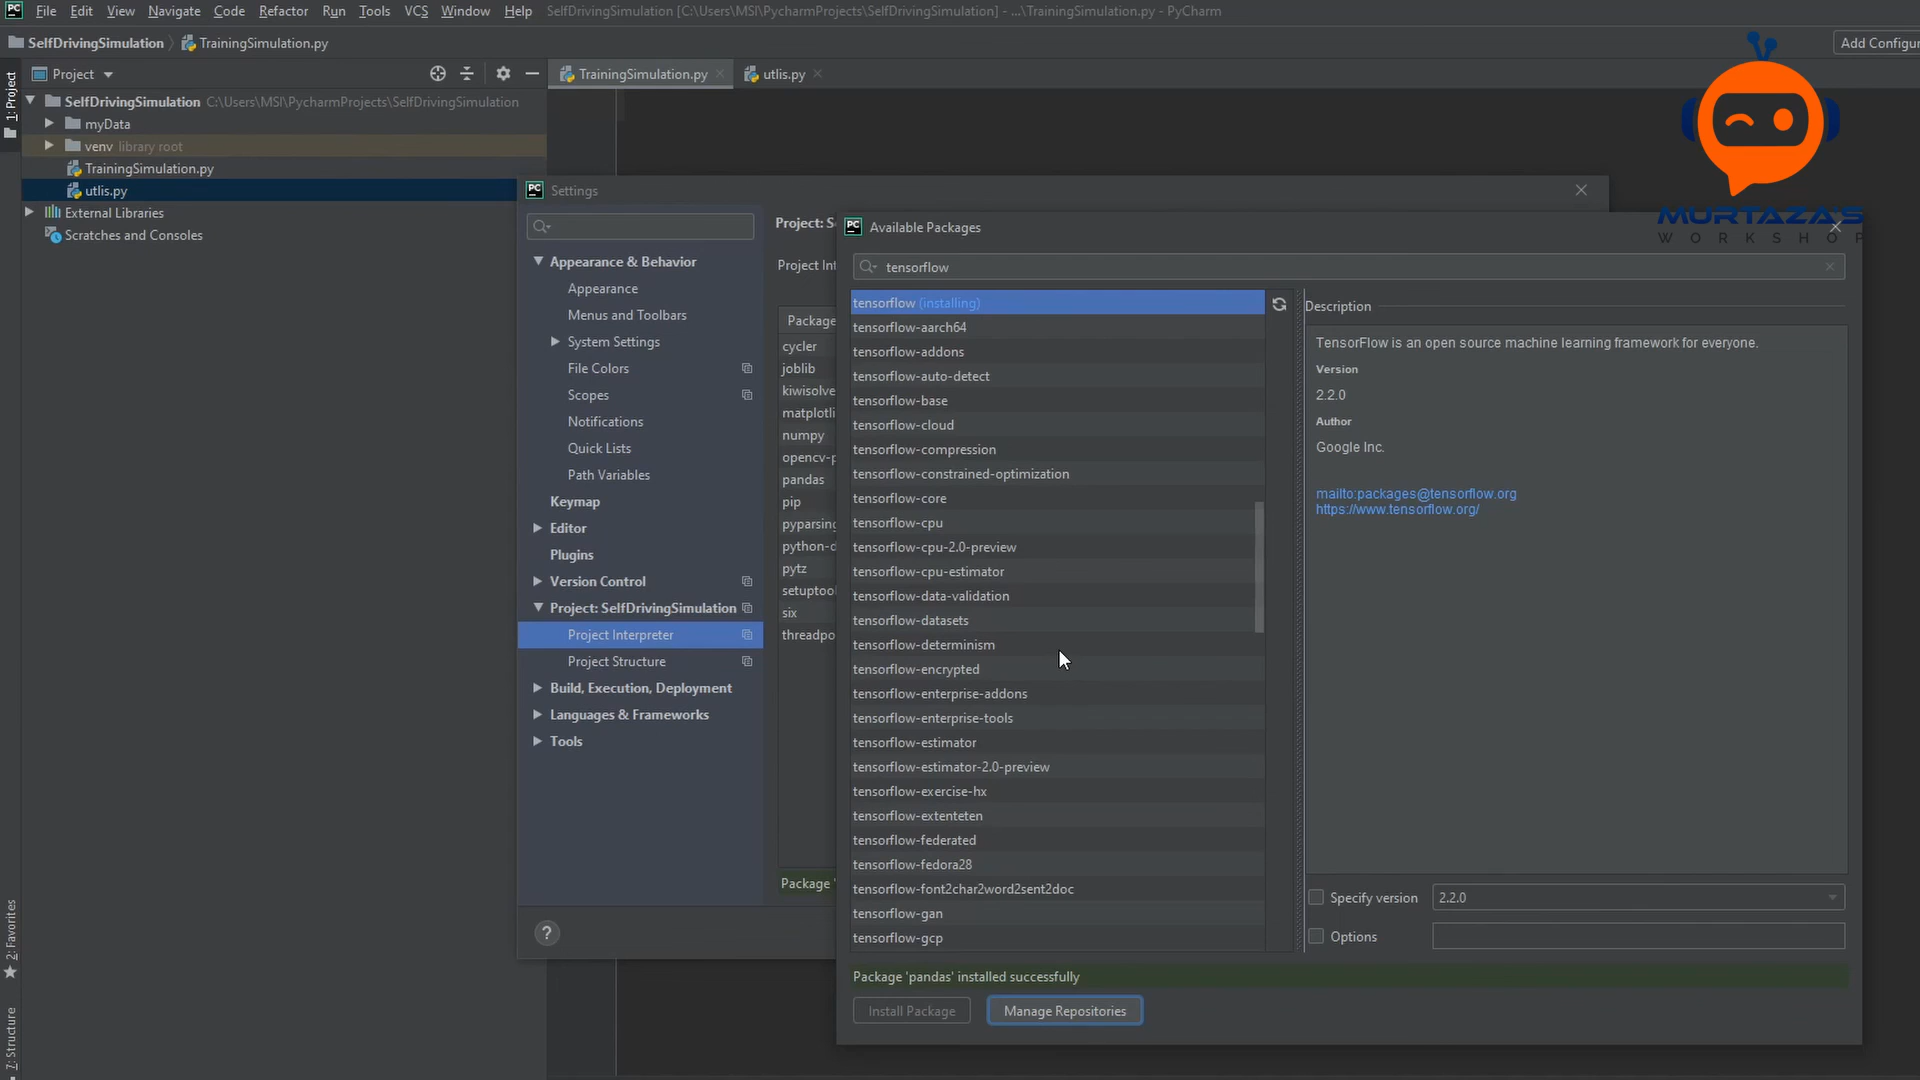 PC File Edit View Navigate Code Refactor Run Tools VCS Window Help SelfDrivingSimulation [C:\Users\MSI\PycharmProjects\SelfDrivingSimulation] - ...\TrainingSimulation.py - PyCharm
SelfDrivingSimulation TrainingSimulation.py Add Configur
1: Project
Project
TrainingSimulation.py utlis.py
SelfDrivingSimulation C:\Users\MSI\PycharmProjects\SelfDrivingSimulation
myData
venv library root
TrainingSimulation.py
utlis.py
External Libraries
Scratches and Consoles
2: Favorites
7: Structure
MURTAZA'S
WORKSHOP
PC Settings
Appearance & Behavior
Appearance
Menus and Toolbars
System Settings
File Colors
Scopes
Notifications
Quick Lists
Path Variables
Keymap
Editor
Plugins
Version Control
Project: SelfDrivingSimulation
Project Interpreter
Project Structure
Build, Execution, Deployment
Languages & Frameworks
Tools
?
Project: S
Project Int
Package
cycler
joblib
kiwisolve
matplotli
numpy
opencv-p
pandas
pip
pyparsing
python-d
pytz
setuptool
six
threadpo
Package '
PC Available Packages
tensorflow
tensorflow (installing)
tensorflow-aarch64
tensorflow-addons
tensorflow-auto-detect
tensorflow-base
tensorflow-cloud
tensorflow-compression
tensorflow-constrained-optimization
tensorflow-core
tensorflow-cpu
tensorflow-cpu-2.0-preview
tensorflow-cpu-estimator
tensorflow-data-validation
tensorflow-datasets
tensorflow-determinism
tensorflow-encrypted
tensorflow-enterprise-addons
tensorflow-enterprise-tools
tensorflow-estimator
tensorflow-estimator-2.0-preview
tensorflow-exercise-hx
tensorflow-extenteten
tensorflow-federated
tensorflow-fedora28
tensorflow-font2char2word2sent2doc
tensorflow-gan
tensorflow-gcp
Description
TensorFlow is an open source machine learning framework for everyone.
Version
2.2.0
Author
Google Inc.
mailto:packages@tensorflow.org
https://www.tensorflow.org/
Specify version 2.2.0
Options
Package 'pandas' installed successfully
Install Package Manage Repositories